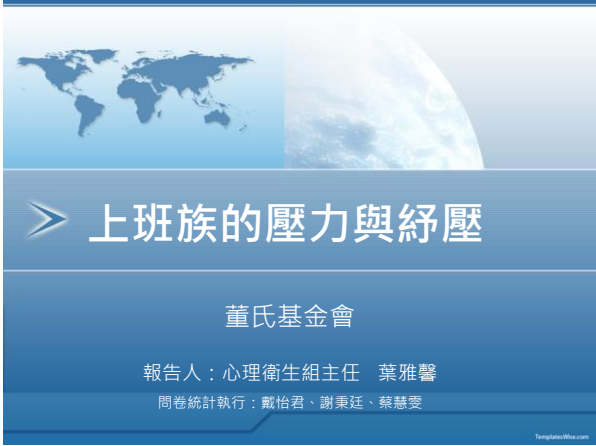 上班族的壓力與紓壓
董氏基金會
報告人：心理衛生組主任 葉雅馨
問卷統計執行：戴怡君、謝秉廷、蔡慧雯
TemplatesWise.com